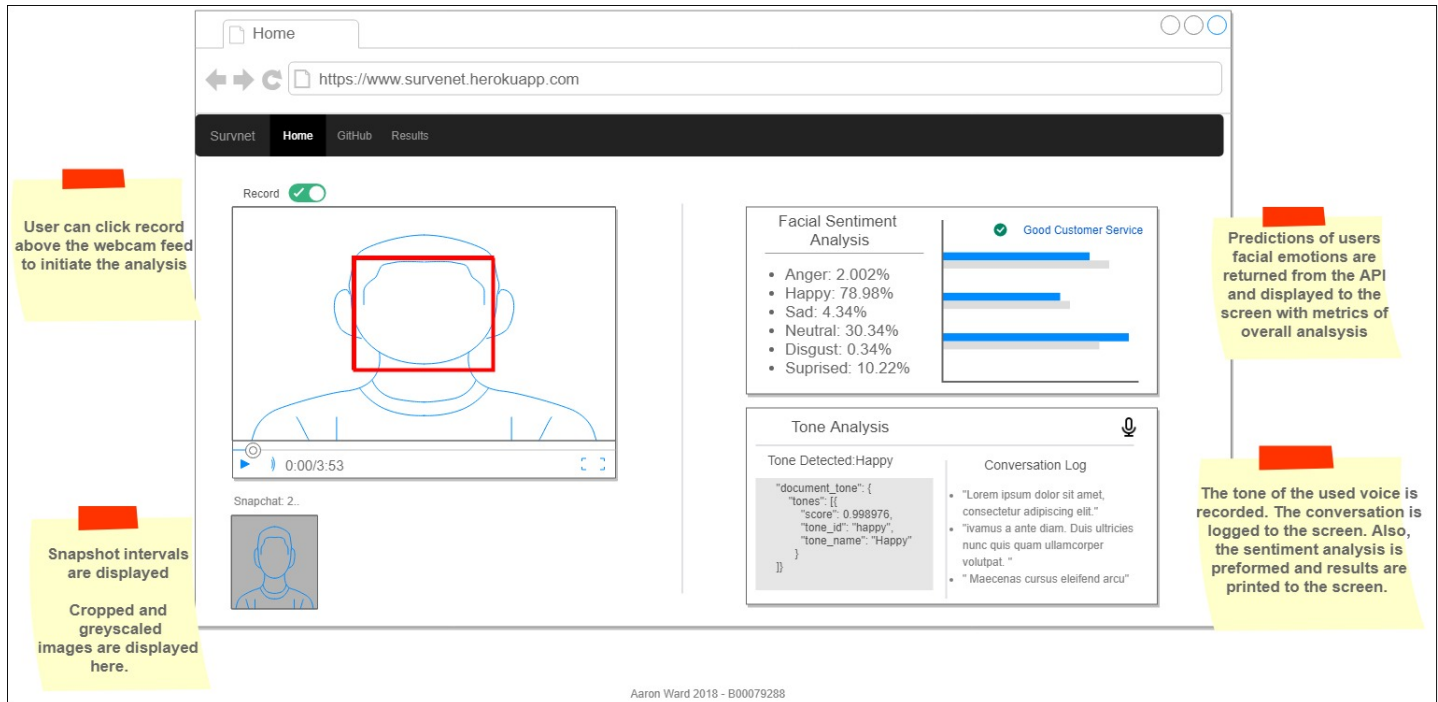 Home
https://www.survenet.herokuapp.com
Survnet Home GitHub Results
User can click record
above the webcam feed
to initiate the analysis
Record
0:00/3:53
Snapchat: 2..
Snapshot intervals
are displayed
Cropped and
greyscaled
images are displayed
here.
Facial Sentiment
Analysis
Anger: 2.002%
Happy: 78.98%
Sad: 4.34%
Neutral: 30.34%
Disgust: 0.34%
Suprised: 10.22%
Good Customer Service
Predictions of users
facial emotions are
returned from the API
and displayed to the
screen with metrics of
overall analsysis
Tone Analysis
Tone Detected:Happy
"document_tone": {
"tones": [{
"score": 0.998976,
"tone_id": "happy",
"tone_name": "Happy"
}
]}
Conversation Log
"Lorem ipsum dolor sit amet,
consectetur adipiscing elit."
"ivamus a ante diam. Duis ultricies
nunc quis quam ullamcorper
volutpat. "
" Maecenas cursus eleifend arcu"
The tone of the used voice is
recorded. The conversation is
logged to the screen. Also,
the sentiment analysis is
preformed and results are
printed to the screen.
Aaron Ward 2018 - B00079288